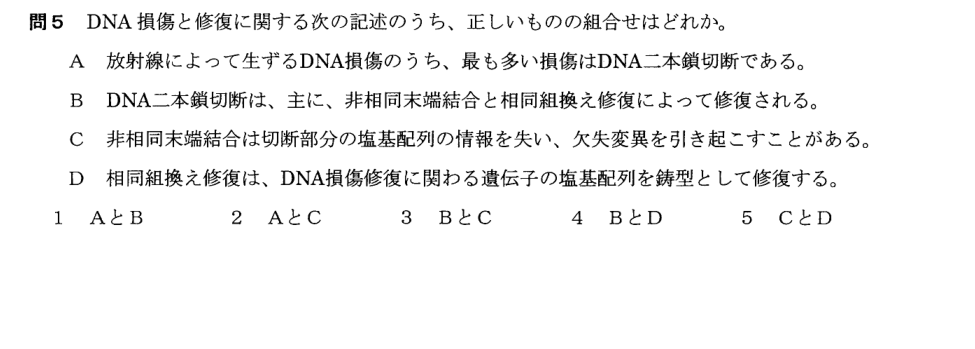 問5　DNA 損傷と修復に関する次の記述のうち、正しいものの組合せはどれか。
A　放射線によって生ずるDNA損傷のうち、最も多い損傷はDNA二本鎖切断である。
B　DNA二本鎖切断は、主に、非相同末端結合と相同組換え修復によって修復される。
C　非相同末端結合は切断部分の塩基配列の情報を失い、欠失変異を引き起こすことがある。
D　相同組換え修復は、DNA損傷修復に関わる遺伝子の塩基配列を鋳型として修復する。
1　AとB　2　AとC　3　BとC　4　BとD　5　CとD